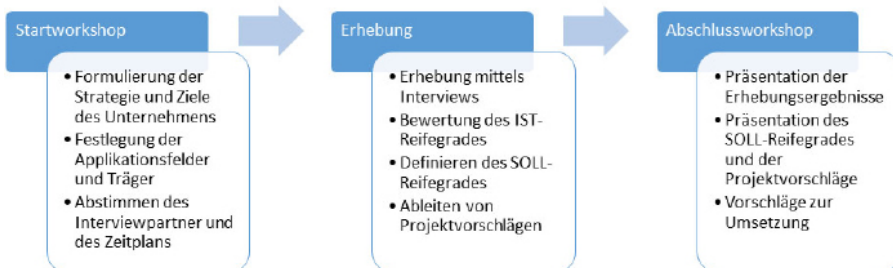 Startworkshop
• Formulierung der
Strategie und Ziele
des Unternehmens
• Festlegung der
Applikationsfelder
und Träger
• Abstimmen des
Interviewpartner und
des Zeitplans
Erhebung
• Erhebung mittels
Interviews
• Bewertung des IST-
Reifegrades
• Definieren des SOLL-
Reifegrades
• Ableiten von
Projektvorschlägen
Abschlussworkshop
• Präsentation der
Erhebungsergebnisse
• Präsentation des
SOLL-Reifegrades
und der
Projektvorschläge
• Vorschläge zur
Umsetzung